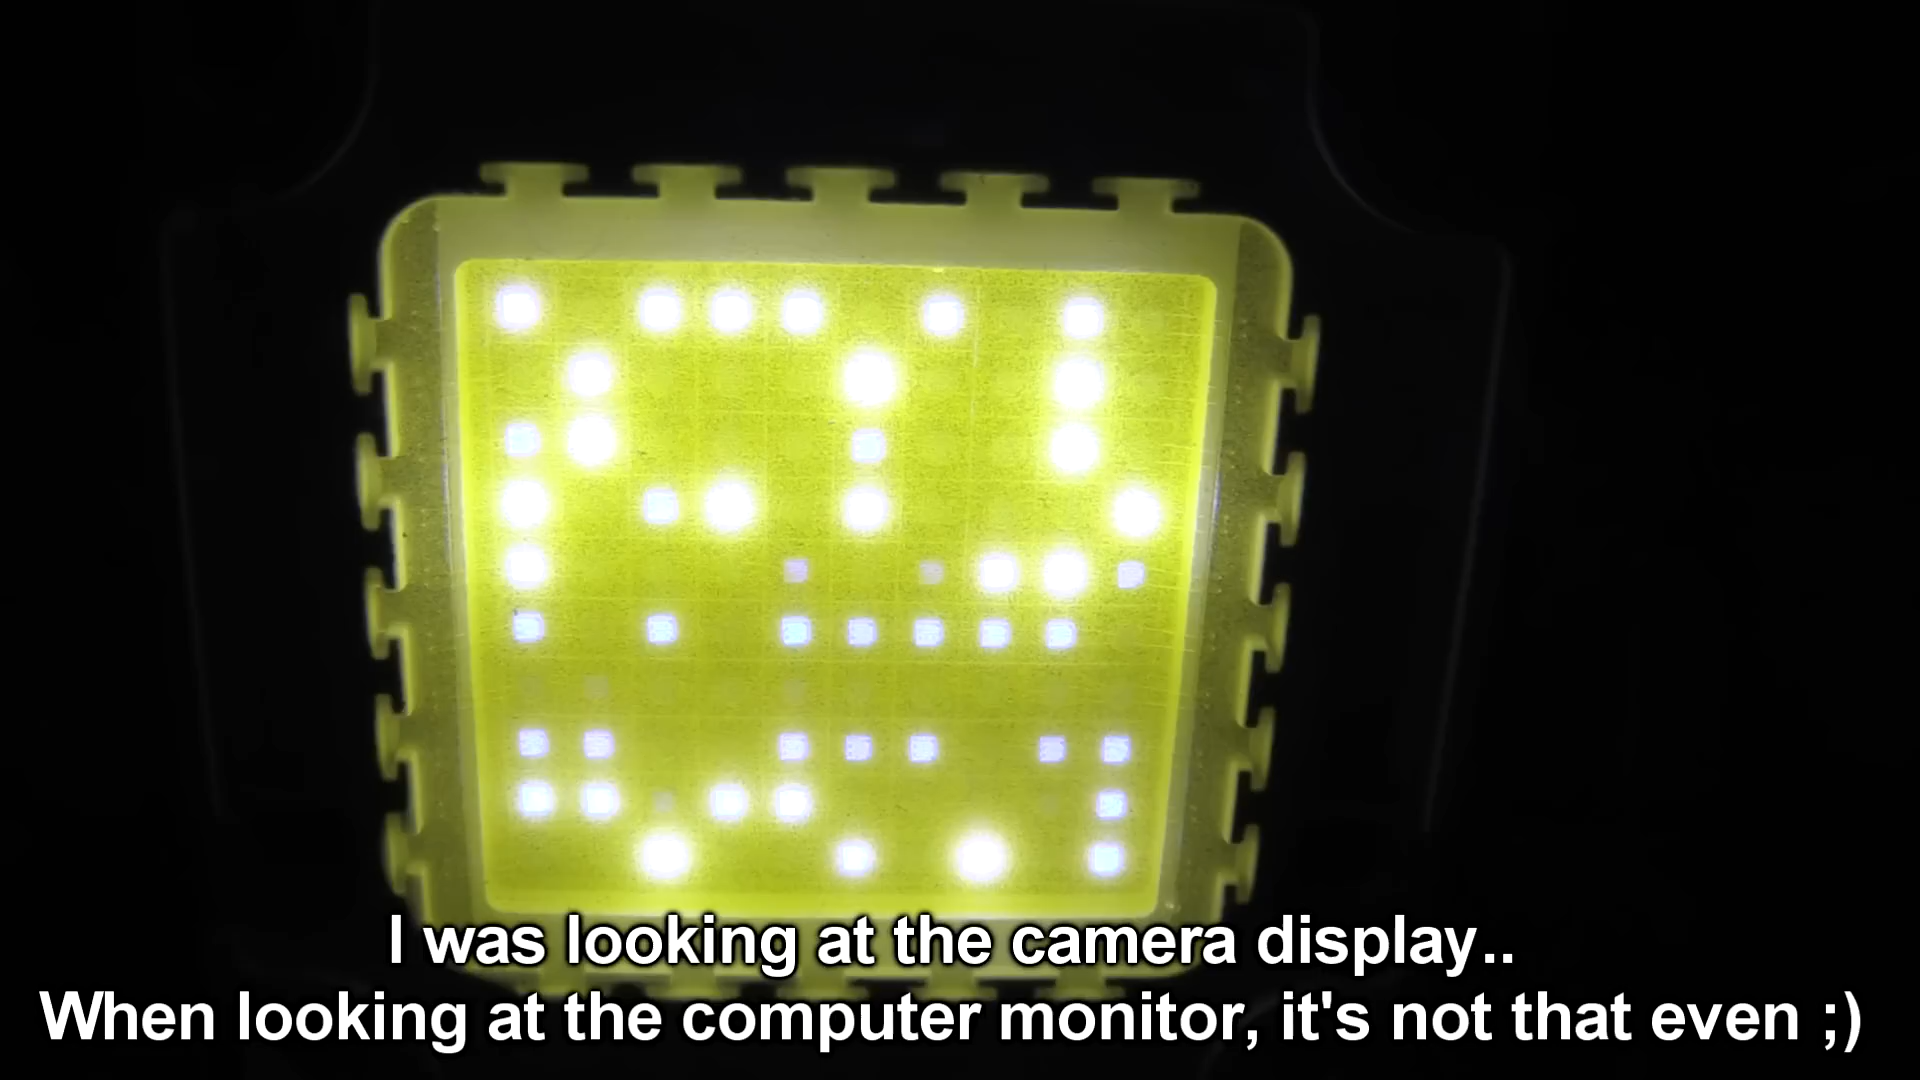 I was looking at the camera display..
When looking at the computer monitor, it's not that even ;)